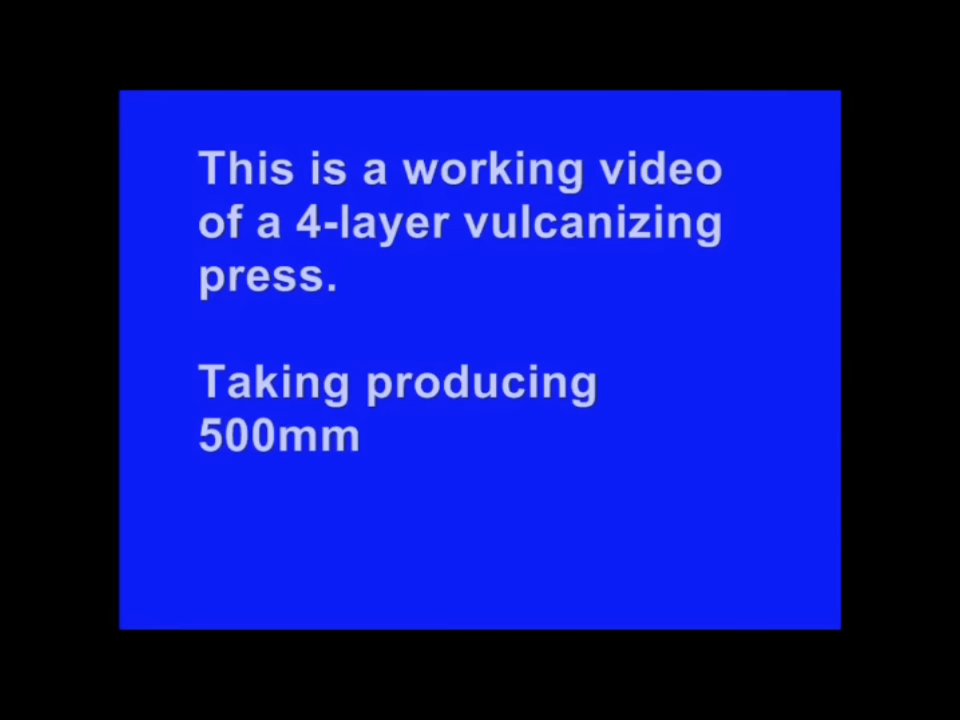 This is a working video
of a 4-layer vulcanizing
press.
Taking producing
500mm